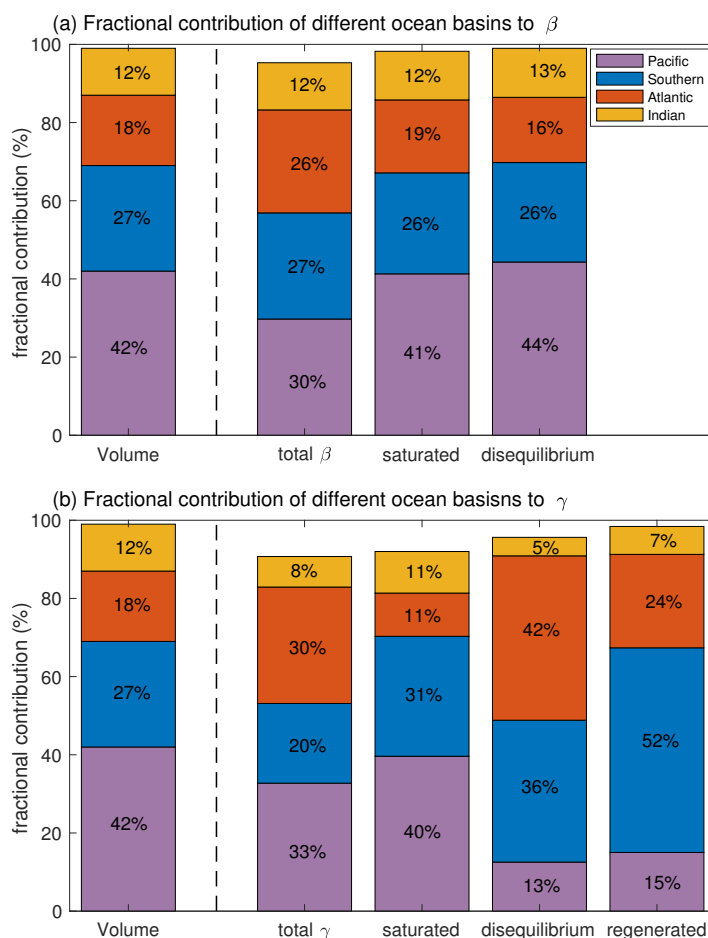 (a) Fractional contribution of different ocean basins to β
fractional contribution (%)
100
80
60
40
20
0
12%
18%
27%
42%
12%
26%
27%
30%
12%
19%
26%
41%
13%
16%
26%
44%
Pacific
Southern
Atlantic
Indian
Volume
total β
saturated
disequilibrium
(b) Fractional contribution of different ocean basisns to γ
fractional contribution (%)
100
80
60
40
20
0
12%
18%
27%
42%
8%
30%
20%
33%
11%
11%
31%
40%
5%
42%
36%
13%
7%
24%
52%
15%
Volume
total γ
saturated
disequilibrium
regenerated